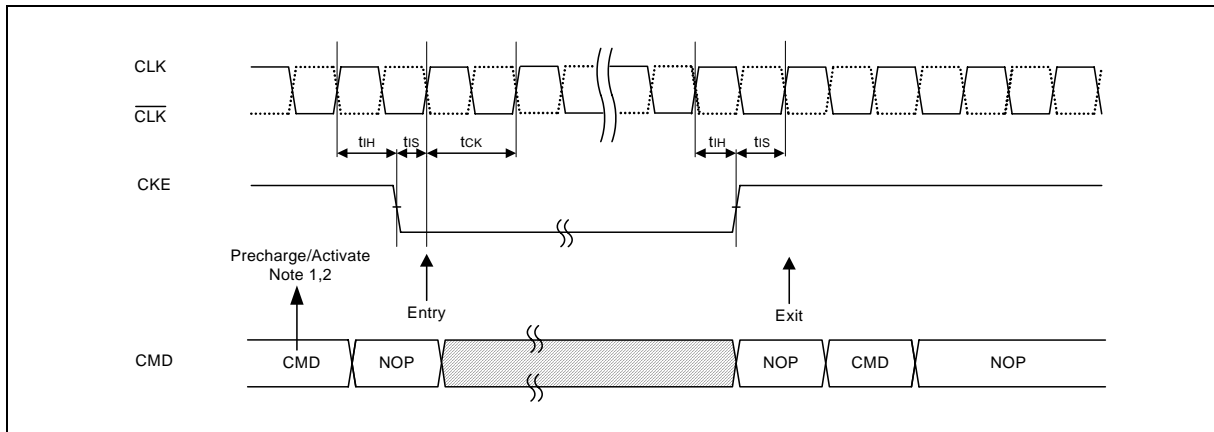 CLK
CLK
tIH
tIS
tCK
tIH
tIS
CKE
Precharge/Activate
Note 1,2
Entry
Exit
CMD
CMD
NOP
NOP
CMD
NOP